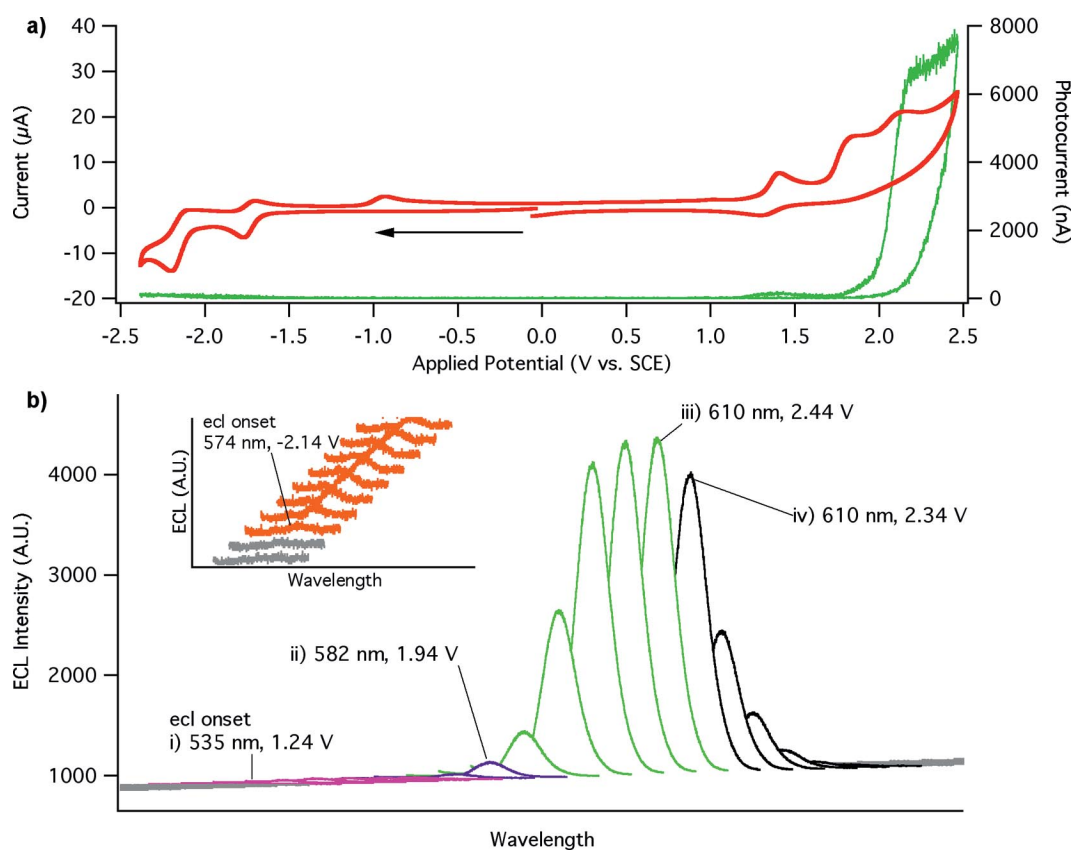 a)
40
30
20
10
0
-10
-20
Current (µA)
8000
6000
4000
2000
0
Photocurrent (nA)
-2.5 -2.0 -1.5 -1.0 -0.5 0.0 0.5 1.0 1.5 2.0 2.5
Applied Potential (V vs. SCE)
b)
ecl onset
574 nm, -2.14 V
ECL (A.U.)
Wavelength
iii) 610 nm, 2.44 V
iv) 610 nm, 2.34 V
ii) 582 nm, 1.94 V
ecl onset
i) 535 nm, 1.24 V
4000
3000
2000
1000
ECL Intensity (A.U.)
Wavelength